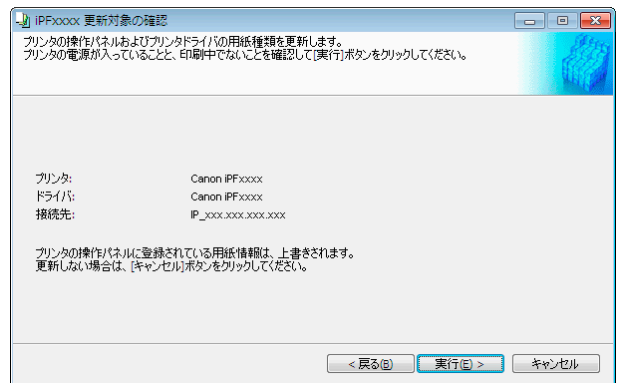 iPFxxxx 更新対象の確認
プリンタの操作パネルおよびプリンタドライバの用紙種類を更新します。
プリンタの電源が入っていることと、印刷中でないことを確認して[実行]ボタンをクリックしてください。
プリンタ: Canon iPFxxxx
ドライバ: Canon iPFxxxx
接続先: IP_xxx.xxx.xxx.xxx
プリンタの操作パネルに登録されている用紙情報は、上書きされます。
更新しない場合は、[キャンセル]ボタンをクリックしてください。
< 戻る(B) 実行(E) > キャンセル